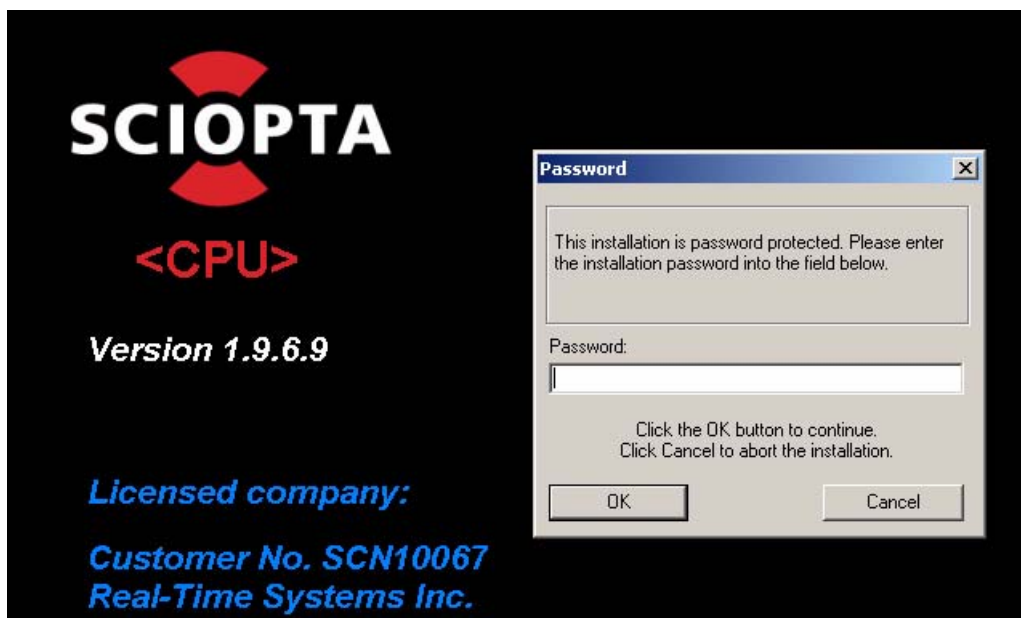 SCIOPTA
<CPU>
Version 1.9.6.9
Licensed company:
Customer No. SCN10067
Real-Time Systems Inc.
Password
This installation is password protected. Please enter
the installation password into the field below.
Password:
Click the OK button to continue.
Click Cancel to abort the installation.
OK
Cancel